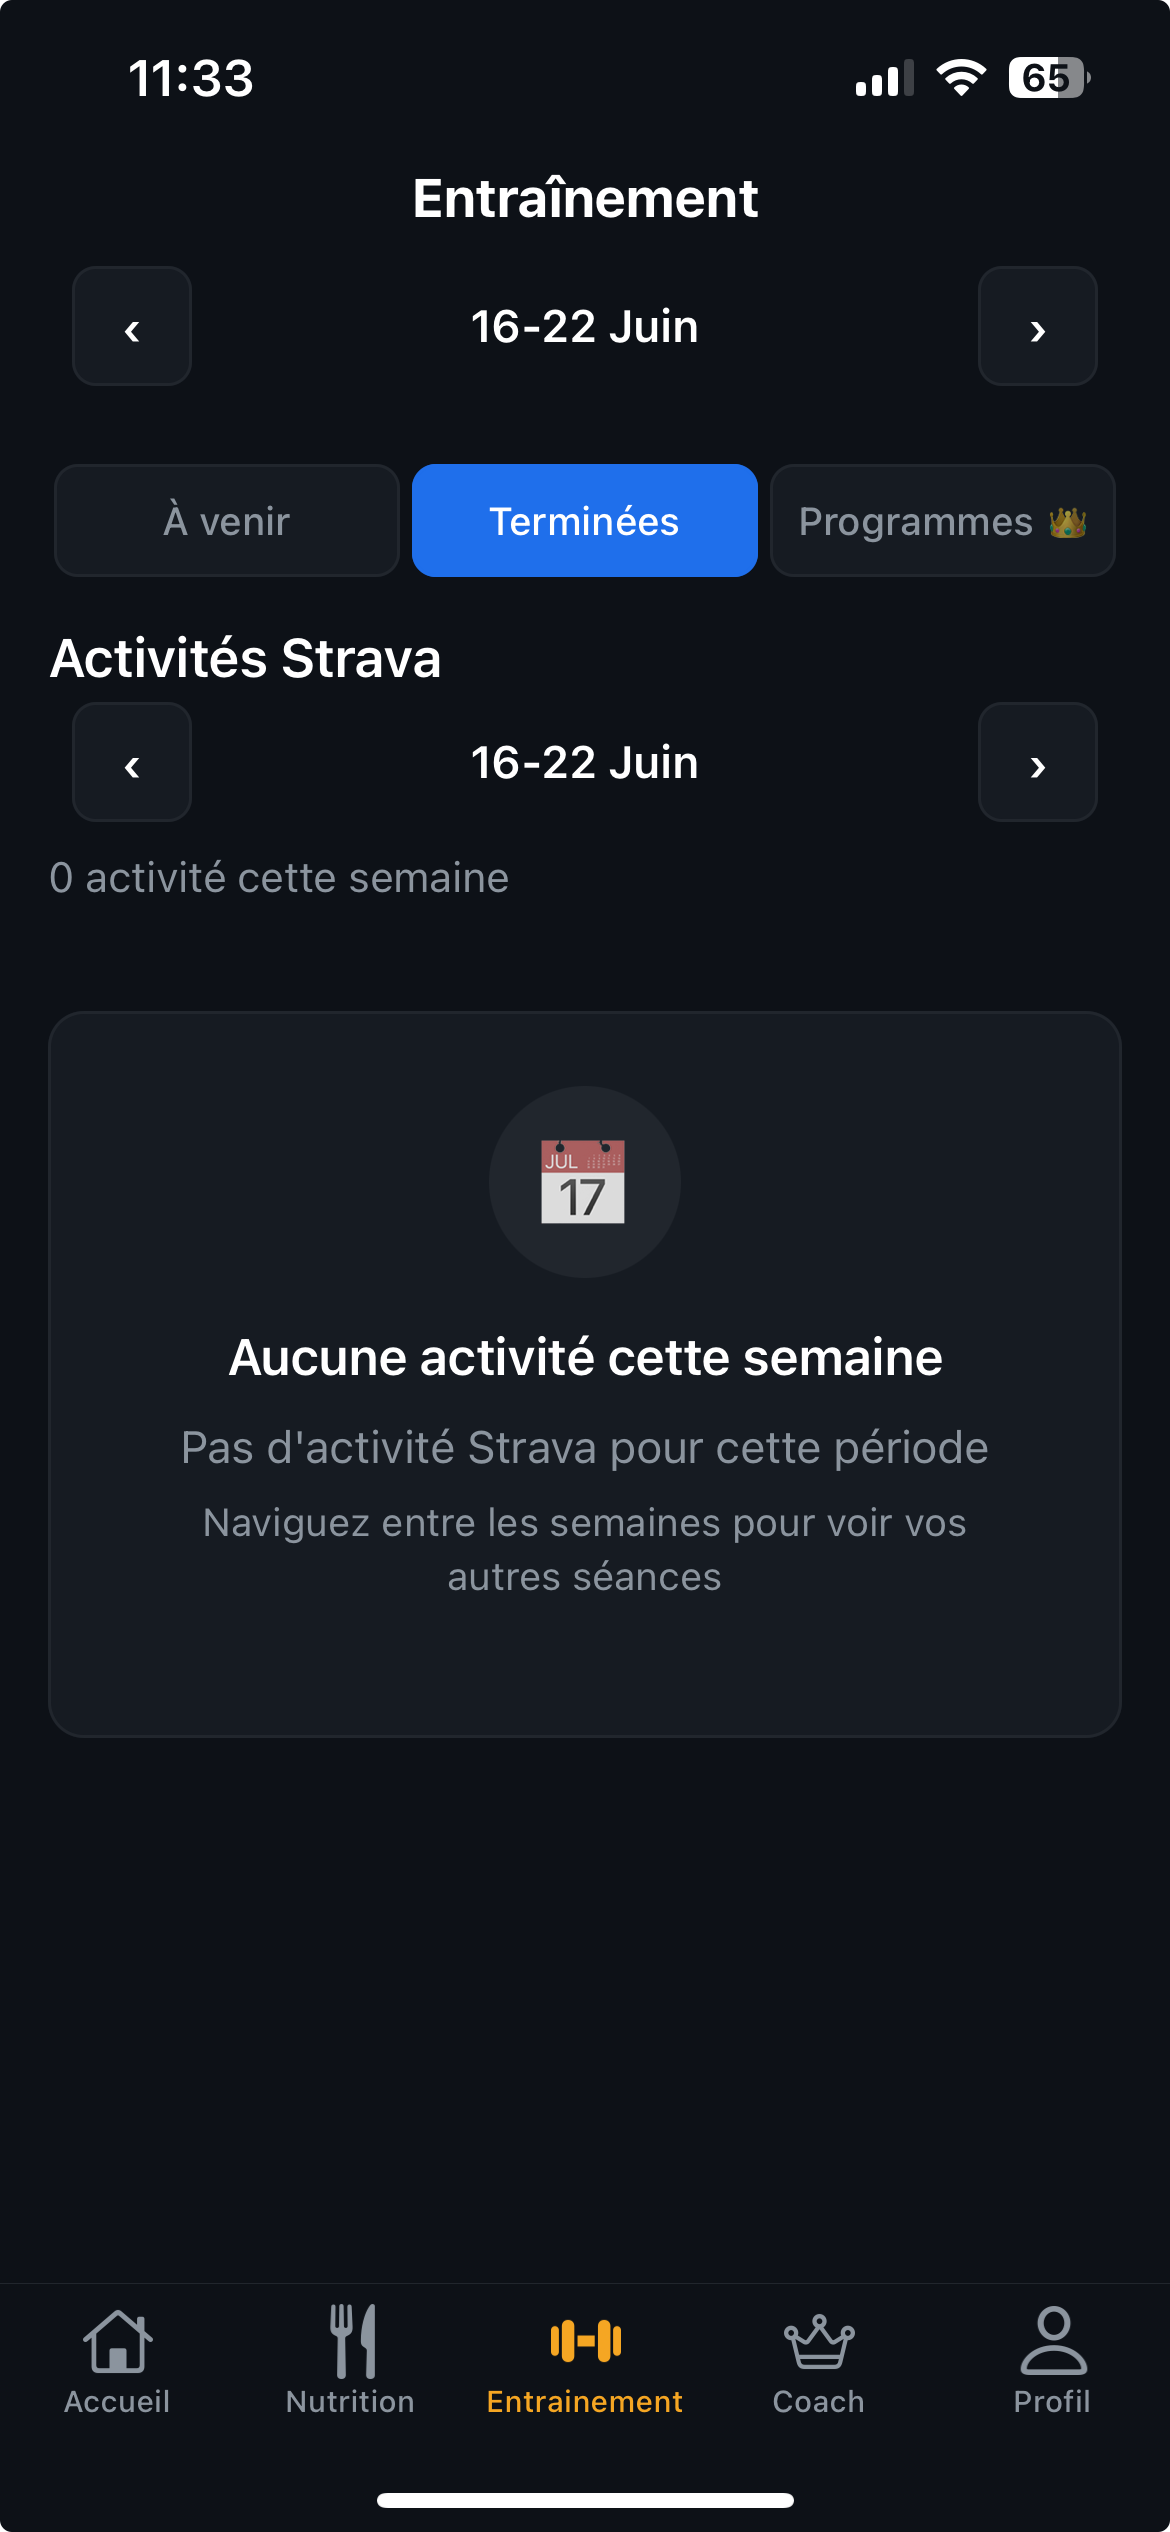 11:33
65
Entraînement
‹ 16-22 Juin ›
À venir Terminées Programmes 👑
Activités Strava
‹ 16-22 Juin ›
0 activité cette semaine
JUL
17
Aucune activité cette semaine
Pas d'activité Strava pour cette période
Naviguez entre les semaines pour voir vos
autres séances
Accueil Nutrition Entrainement Coach Profil